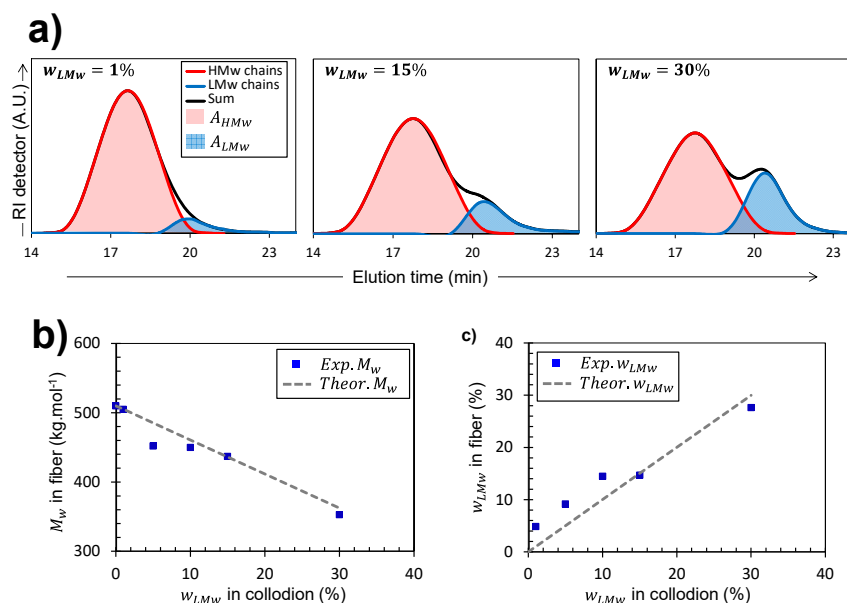 a)
w_LMw = 1%
w_LMw = 15%
w_LMw = 30%
HMw chains
LMw chains
Sum
A_HMw
A_LMw
RI detector (A.U.)
14 17 20 23
14 17 20 23
14 17 20 23
Elution time (min)
b)
M_w in fiber (kg.mol-1)
600
500
400
300
0 10 20 30 40
w_LMw in collodion (%)
Exp. M_w
Theor. M_w
c)
w_LMw in fiber (%)
40
30
20
10
0
0 10 20 30 40
w_LMw in collodion (%)
Exp. w_LMw
Theor. w_LMw